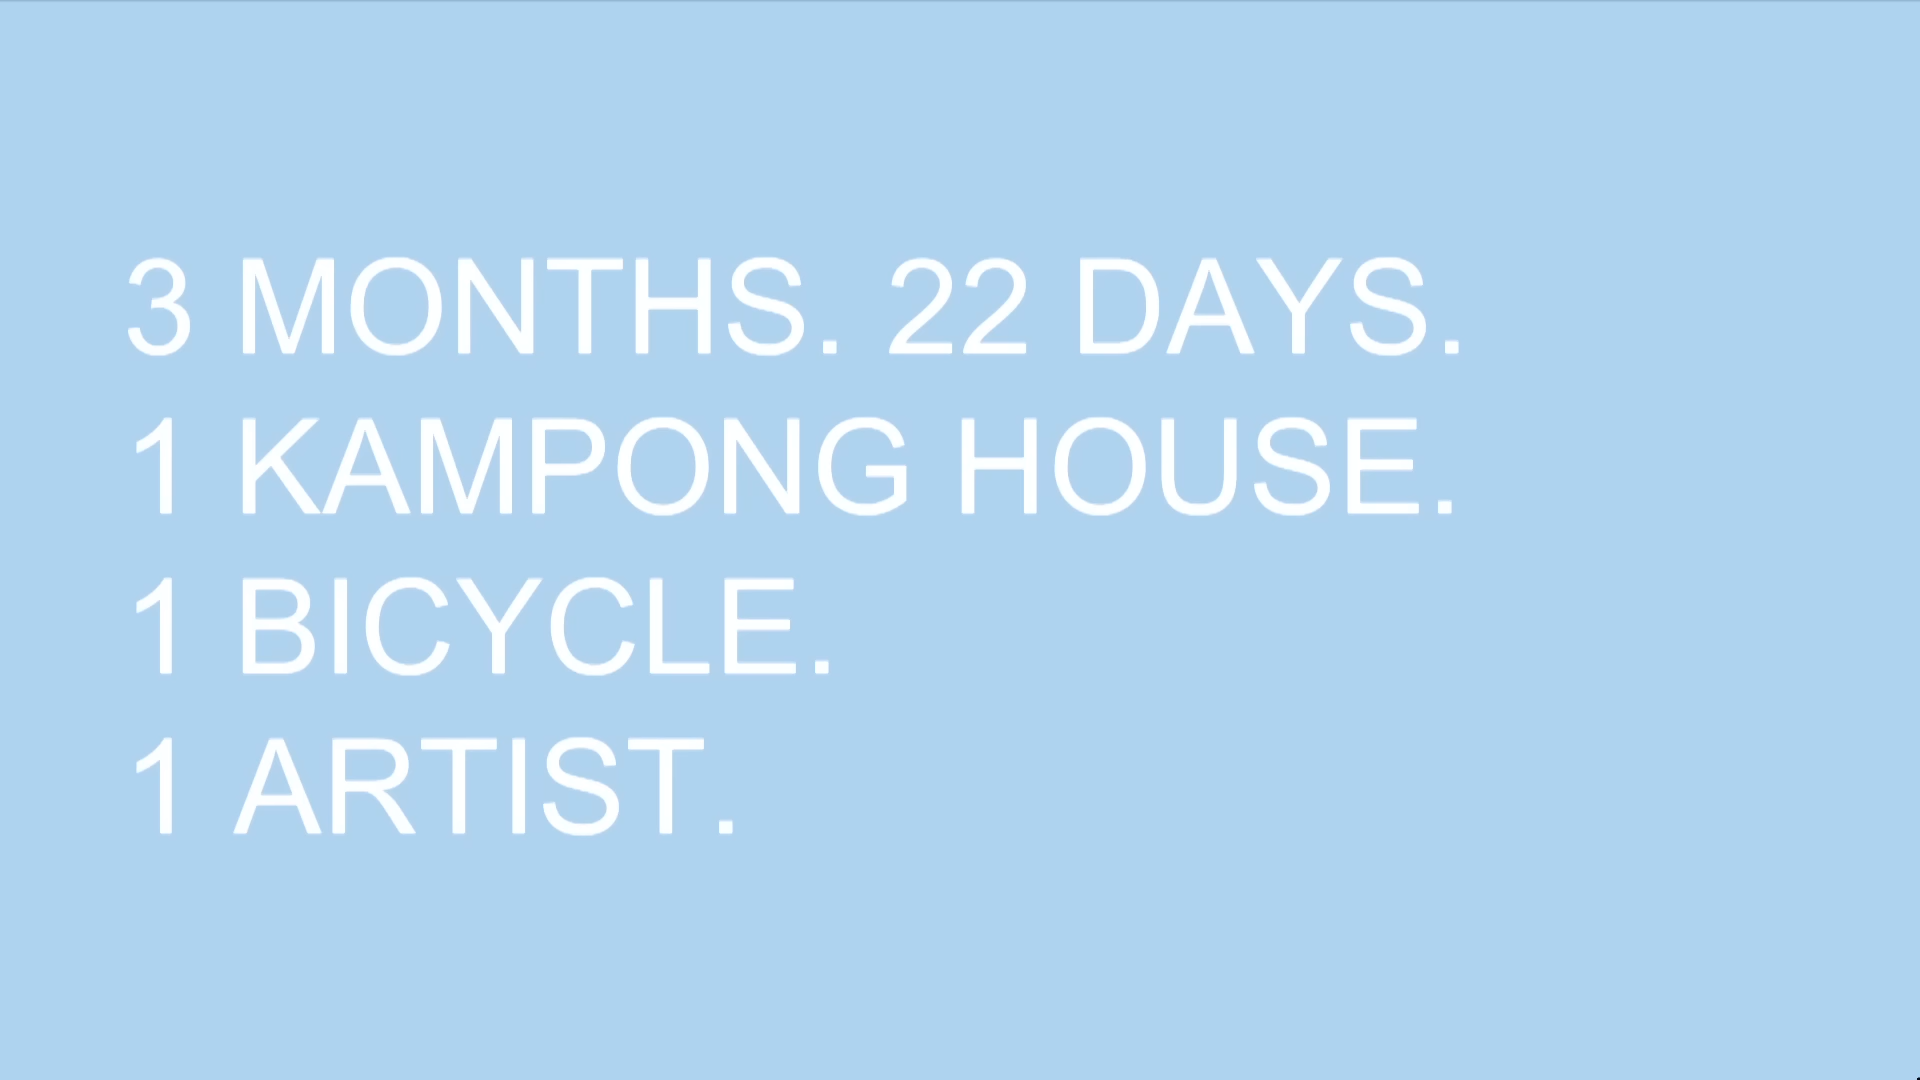 3 MONTHS. 22 DAYS.
1 KAMPONG HOUSE.
1 BICYCLE.
1 ARTIST.